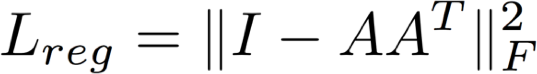 L_{reg} = \|I - AA^T\|_F^2